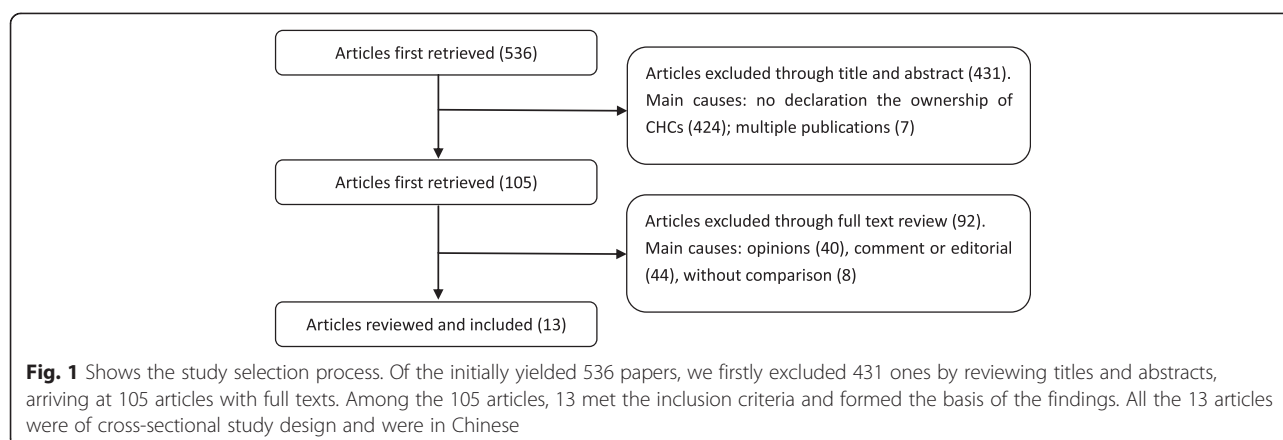 Articles first retrieved (536)
Articles excluded through title and abstract (431).
Main causes: no declaration the ownership of
CHCs (424); multiple publications (7)
Articles first retrieved (105)
Articles excluded through full text review (92).
Main causes: opinions (40), comment or editorial
(44), without comparison (8)
Articles reviewed and included (13)
Fig. 1 Shows the study selection process. Of the initially yielded 536 papers, we firstly excluded 431 ones by reviewing titles and abstracts,
arriving at 105 articles with full texts. Among the 105 articles, 13 met the inclusion criteria and formed the basis of the findings. All the 13 articles
were of cross-sectional study design and were in Chinese